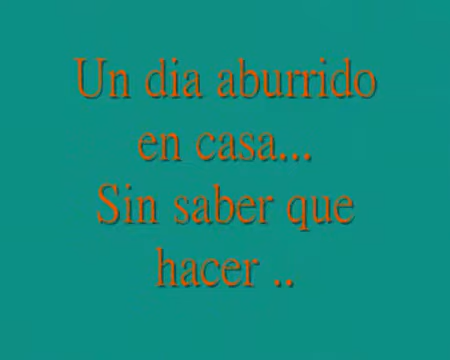 Un dia aburrido
en casa...
Sin saber que
hacer ..